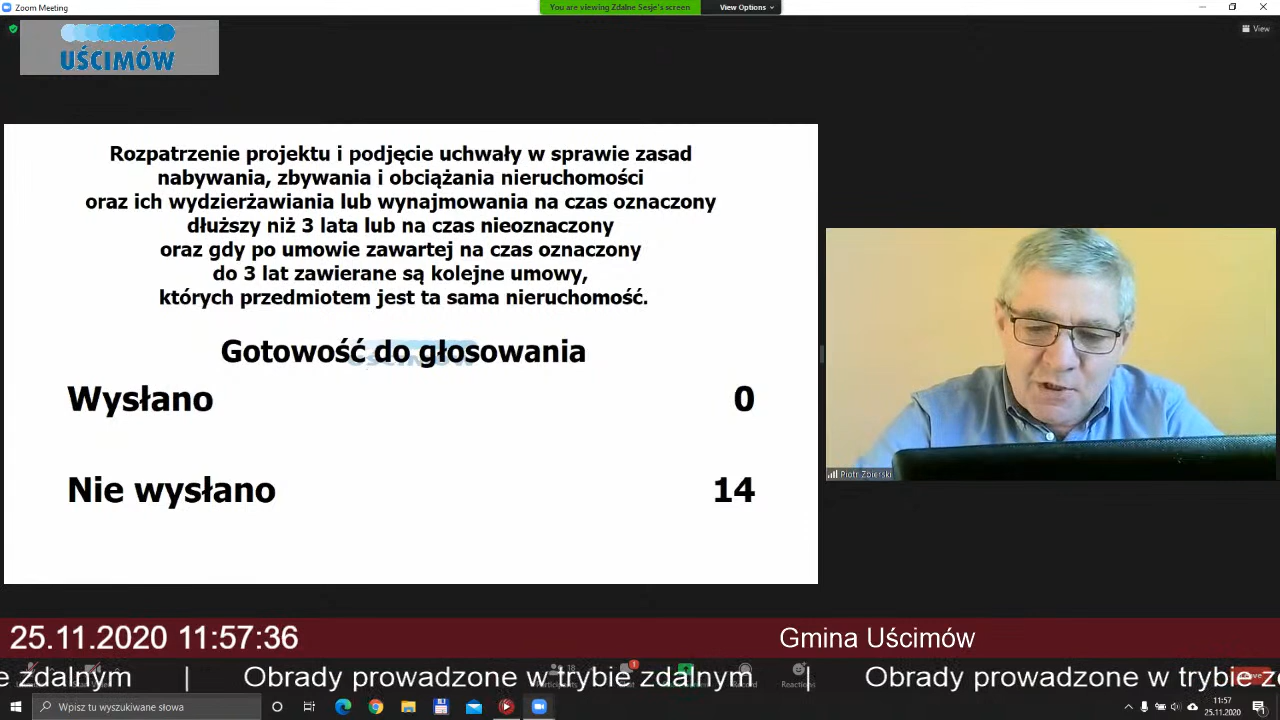 Zoom Meeting
You are viewing Zdalne Sesje's screen
View Options
View
UŚCIMÓW
Rozpatrzenie projektu i podjęcie uchwały w sprawie zasad
nabywania, zbywania i obciążania nieruchomości
oraz ich wydzierżawiania lub wynajmowania na czas oznaczony
dłuższy niż 3 lata lub na czas nieoznaczony
oraz gdy po umowie zawartej na czas oznaczony
do 3 lat zawierane są kolejne umowy,
których przedmiotem jest ta sama nieruchomość.
Gotowość do głosowania
Wysłano 0
Nie wysłano 14
Piotr Zbierski
25.11.2020 11:57:36
Gmina Uścimów
e zdalnym | Obrady prowadzone w trybie zdalnym | Obrady prowadzone w trybie
Reactions
Wpisz tu wyszukiwane słowa
11:57
25.11.2020